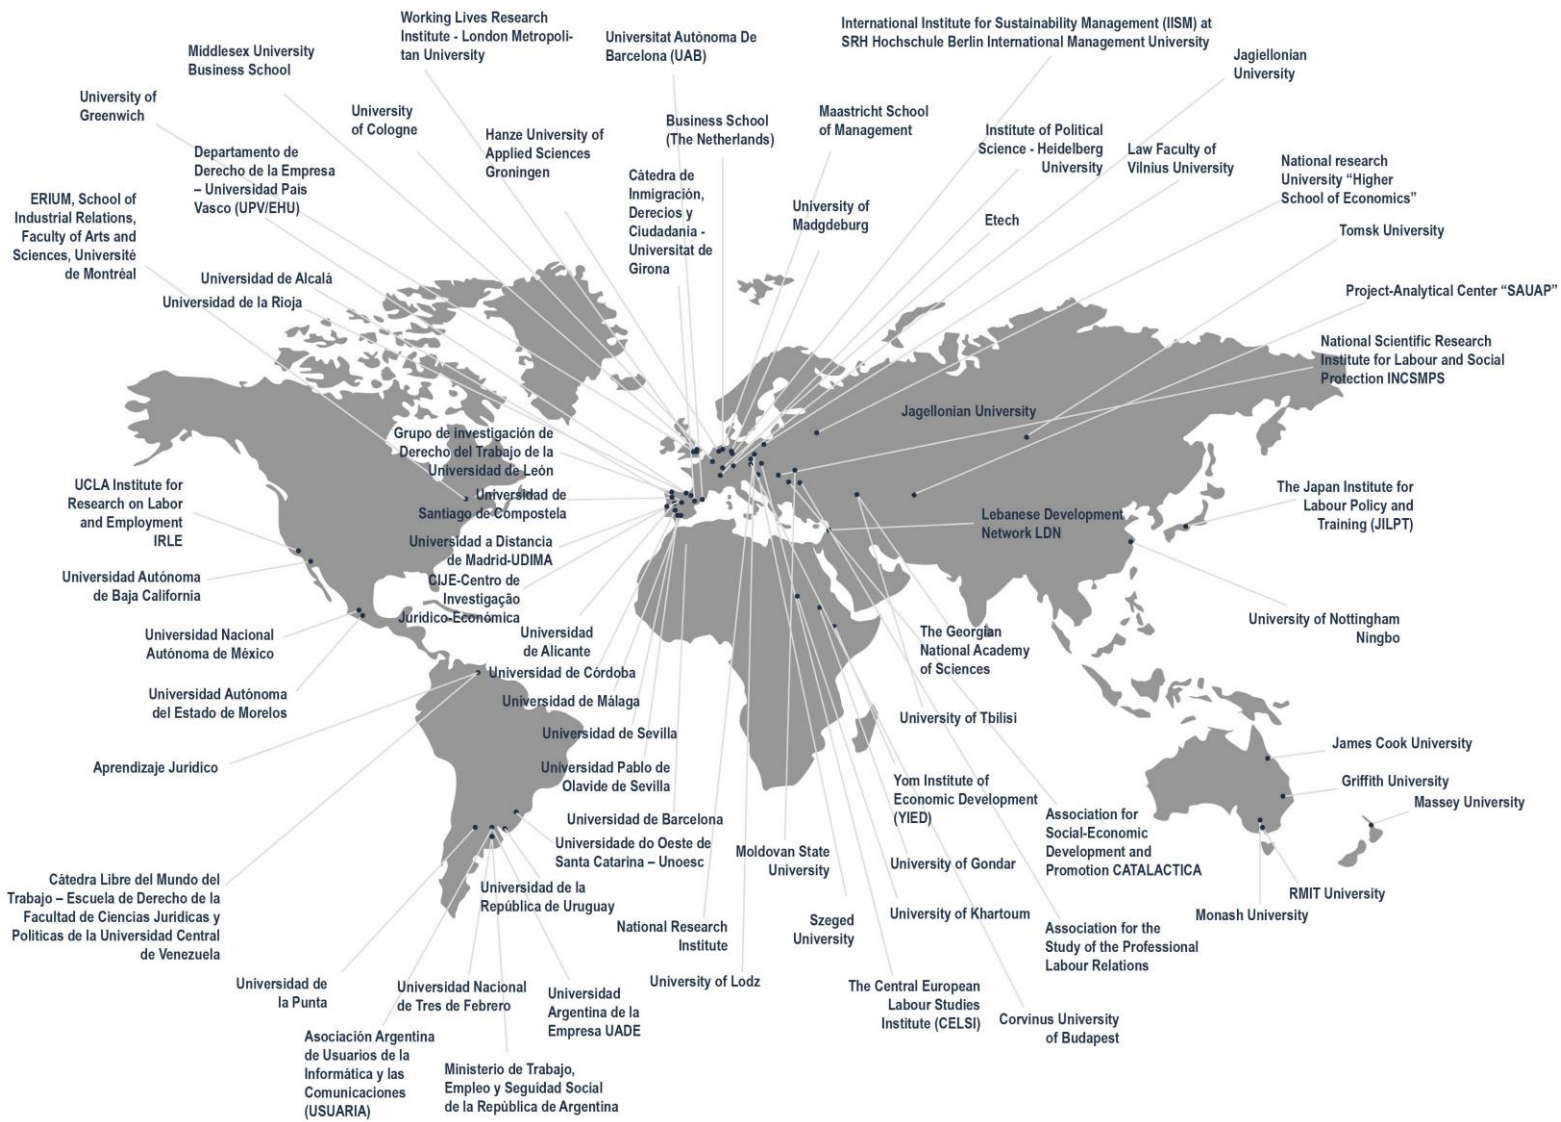 Working Lives Research
Institute - London Metropoli-
tan University
Universitat Autònoma De
Barcelona (UAB)
International Institute for Sustainability Management (IISM) at
SRH Hochschule Berlin International Management University
Middlesex University
Business School
Jagiellonian
University
University of
Greenwich
University
of Cologne
Hanze University of
Applied Sciences
Groningen
Business School
(The Netherlands)
Maastricht School
of Management
Institute of Political
Science - Heidelberg
University
Law Faculty of
Vilnius University
National research
University “Higher
School of Economics”
Departamento de
Derecho de la Empresa
– Universidad Pais
Vasco (UPV/EHU)
Cátedra de
Inmigración,
Derecios y
Ciudadania -
Universitat de
Girona
University of
Madgdeburg
Etech
Tomsk University
ERIUM, School of
Industrial Relations,
Faculty of Arts and
Sciences, Université
de Montréal
Universidad de Alcalá
Universidad de la Rioja
Project-Analytical Center “SAUAP”
National Scientific Research
Institute for Labour and Social
Protection INCSMPS
Jagellonian University
Grupo de investigación de
Derecho del Trabajo de la
Universidad de León
UCLA Institute for
Research on Labor
and Employment
IRLE
Universidad de
Santiago de Compostela
Lebanese Development
Network LDN
The Japan Institute for
Labour Policy and
Training (JILPT)
Universidad a Distancia
de Madrid-UDIMA
Universidad Autónoma
de Baja California
CIJE-Centro de
Investigação
Jurídico-Económica
Universidad Nacional
Autónoma de México
Universidad
de Alicante
The Georgian
National Academy
of Sciences
University of Nottingham
Ningbo
Universidad de Córdoba
Universidad Autónoma
del Estado de Morelos
Universidad de Málaga
University of Tbilisi
Universidad de Sevilla
James Cook University
Aprendizaje Jurídico
Universidad Pablo de
Olavide de Sevilla
Yom Institute of
Economic Development
(YIED)
Griffith University
Massey University
Universidad de Barcelona
Association for
Social-Economic
Development and
Promotion CATALACTICA
Universidade do Oeste de
Santa Catarina – Unoesc
Moldovan State
University
University of Gondar
Cátedra Libre del Mundo del
Trabajo – Escuela de Derecho de la
Facultad de Ciencias Juridicas y
Politicas de la Universidad Central
de Venezuela
Universidad de la
República de Uruguay
RMIT University
Monash University
National Research
Institute
Szeged
University
University of Khartoum
Association for the
Study of the Professional
Labour Relations
Universidad de
la Punta
Universidad Nacional
de Tres de Febrero
Universidad
Argentina de la
Empresa UADE
University of Lodz
The Central European
Labour Studies
Institute (CELSI)
Corvinus University
of Budapest
Asociación Argentina
de Usuarios de la
Informática y las
Comunicaciones
(USUARIA)
Ministerio de Trabajo,
Empleo y Seguidad Social
de la República de Argentina